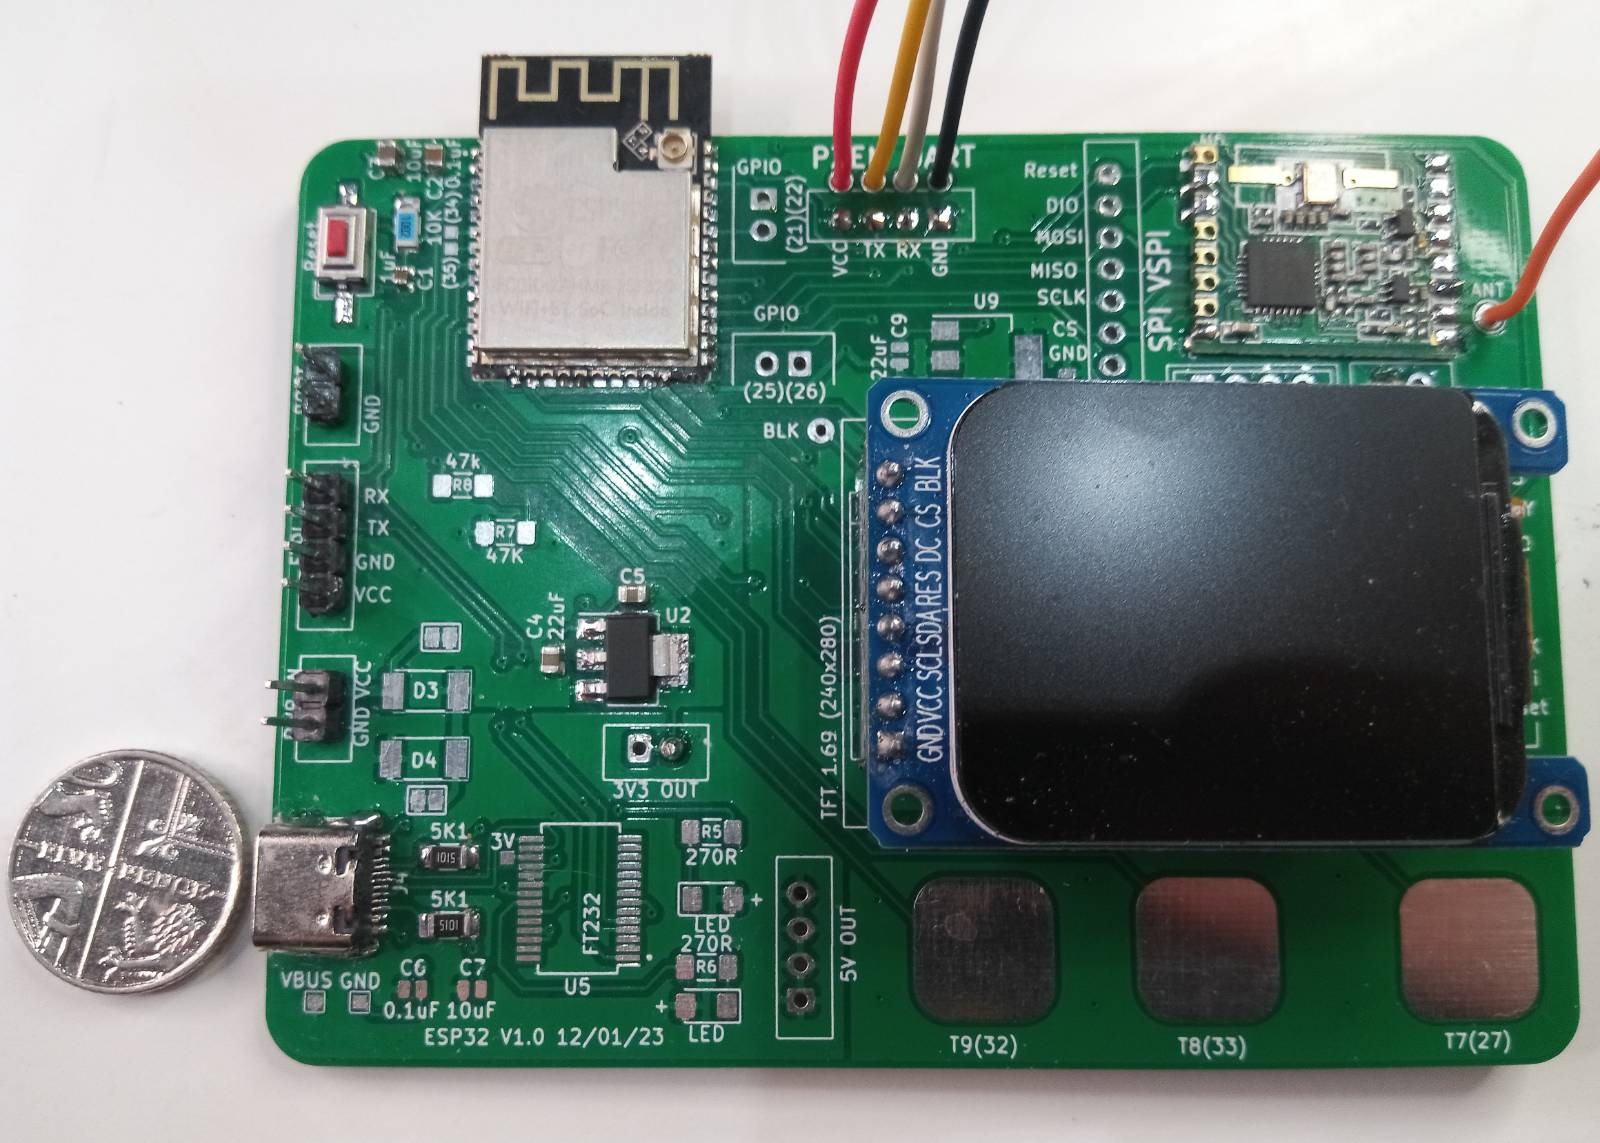 GPIO
(21)(22)
VCC
TX
RX
GND
Reset
DIO
MOSI
MISO
SCLK
CS
GND
SPI VSPI
ANT
Reset
10uF
C2
0.1uF
10K
(34)
(35)
1uF
C1
GPIO
(25)(26)
U9
22uF
C9
BLK
GND
47k
R8
R7
47K
RX
TX
GND
VCC
C5
C4
22uF
U2
VCC
GND
D3
D4
3V3 OUT
TFT 1.69 (240x280)
GND VCC SCL SDA RES DC CS BLK
5K1
5101
5K1
5101
J4
3V
FT232
U5
R5
270R
+
LED
270R
R6
+
LED
5V OUT
VBUS GND
C6
C7
0.1uF
10uF
ESP32 V1.0 12/01/23
T9(32)
T8(33)
T7(27)